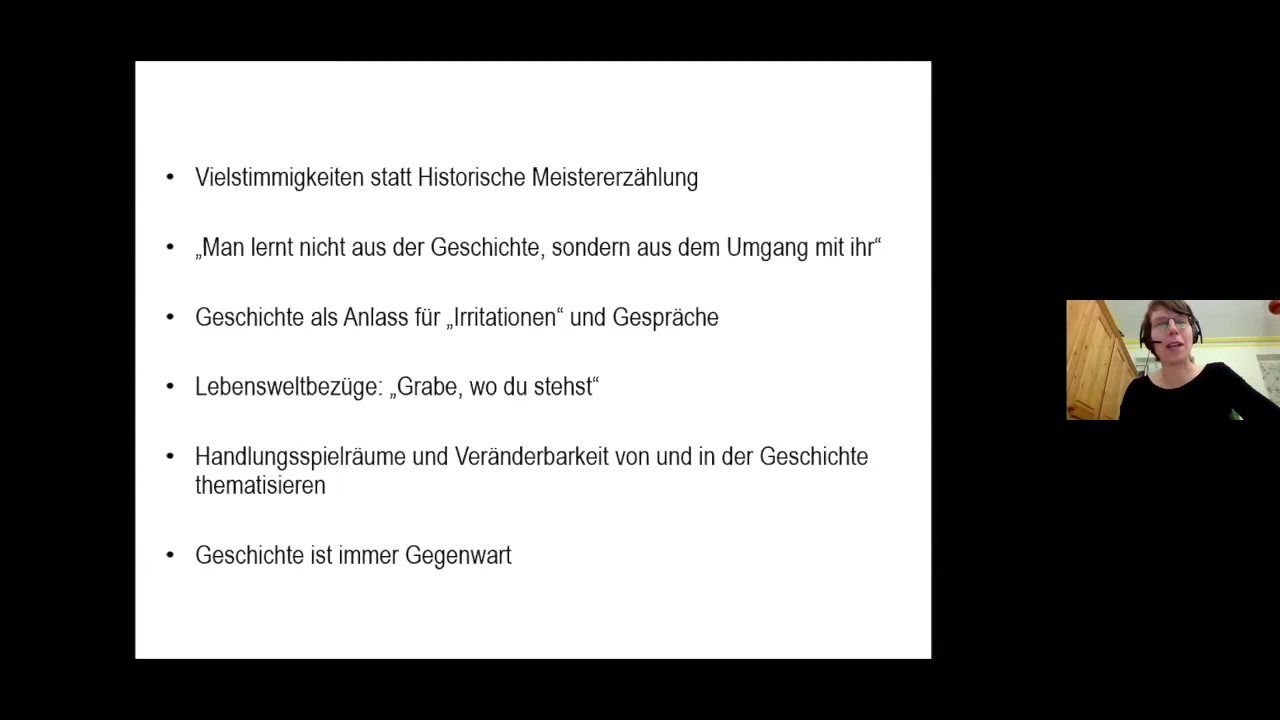 • Vielstimmigkeiten statt Historische Meistererzählung
• „Man lernt nicht aus der Geschichte, sondern aus dem Umgang mit ihr“
• Geschichte als Anlass für „Irritationen“ und Gespräche
• Lebensweltbezüge: „Grabe, wo du stehst“
• Handlungsspielräume und Veränderbarkeit von und in der Geschichte
thematisieren
• Geschichte ist immer Gegenwart